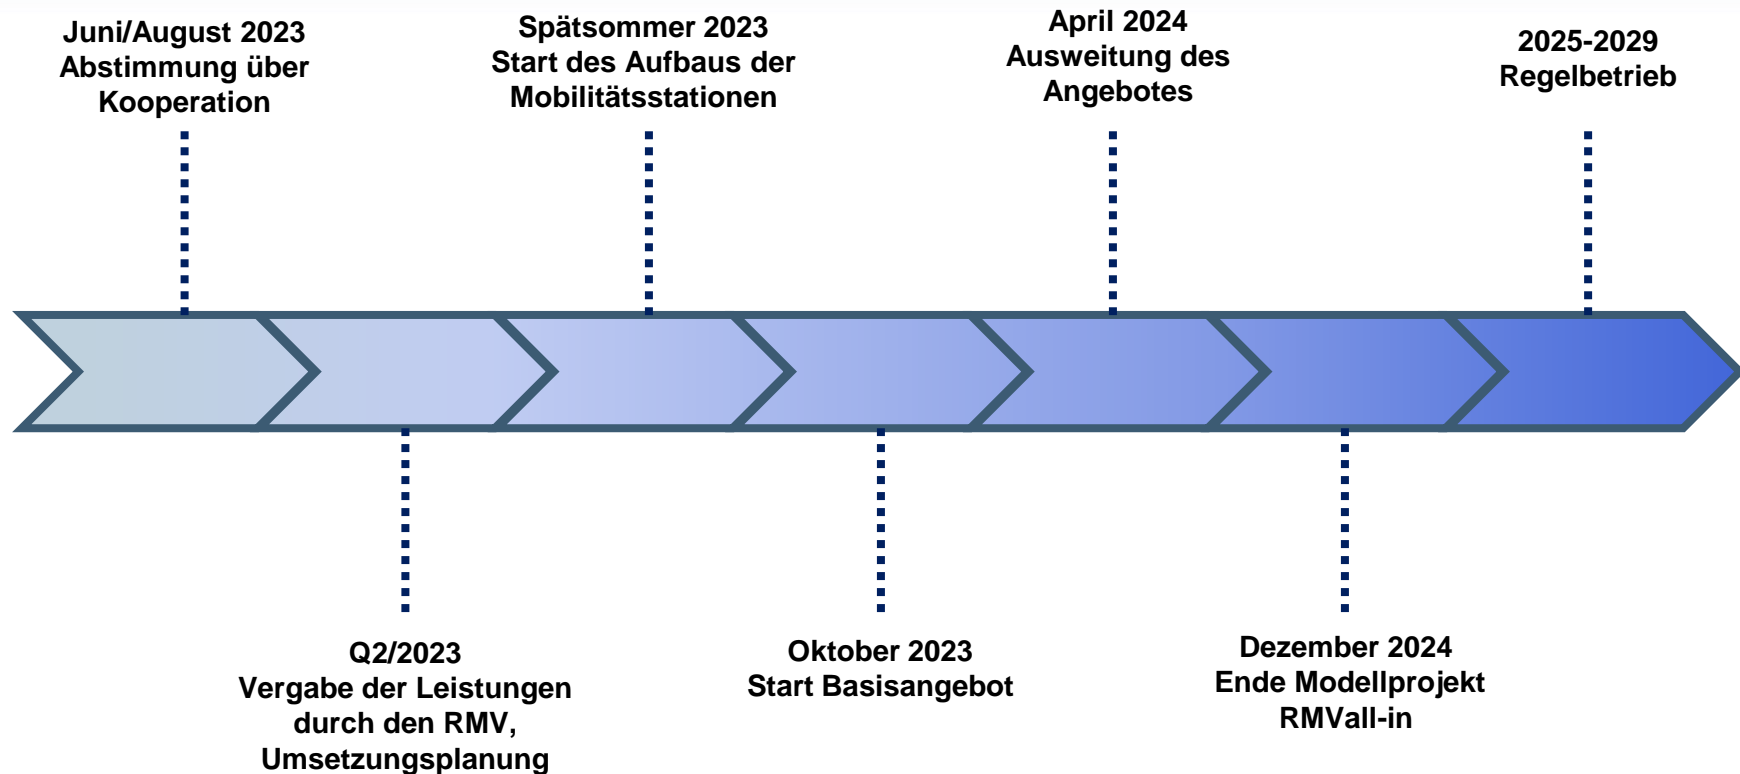 Juni/August 2023
Abstimmung über
Kooperation
Spätsommer 2023
Start des Aufbaus der
Mobilitätsstationen
April 2024
Ausweitung des
Angebotes
2025-2029
Regelbetrieb
Q2/2023
Vergabe der Leistungen
durch den RMV,
Umsetzungsplanung
Oktober 2023
Start Basisangebot
Dezember 2024
Ende Modellprojekt
RMVall-in